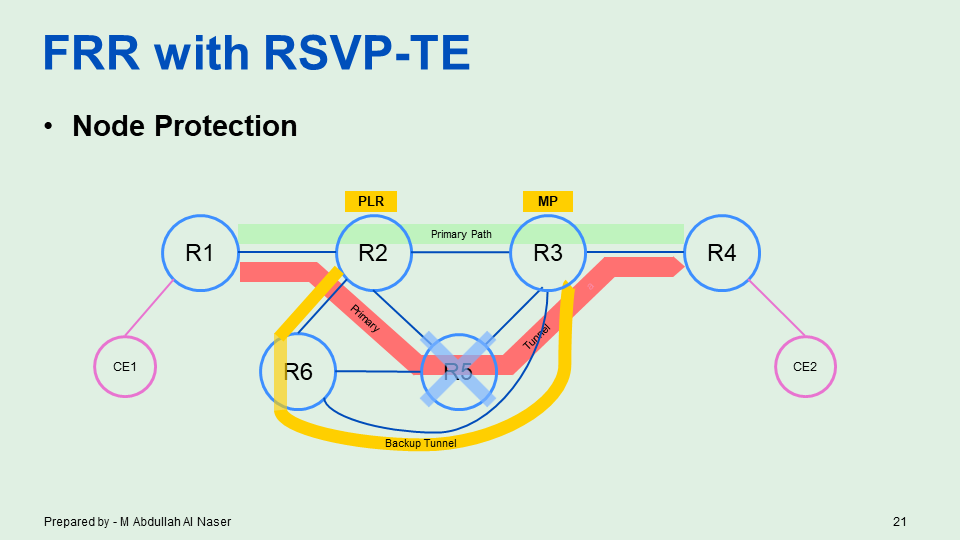 FRR with RSVP-TE
• Node Protection
PLR
MP
Primary Path
R1
R2
R3
R4
Primary
Tunnel
R6
R5
CE1
CE2
Backup Tunnel
Prepared by - M Abdullah Al Naser
21